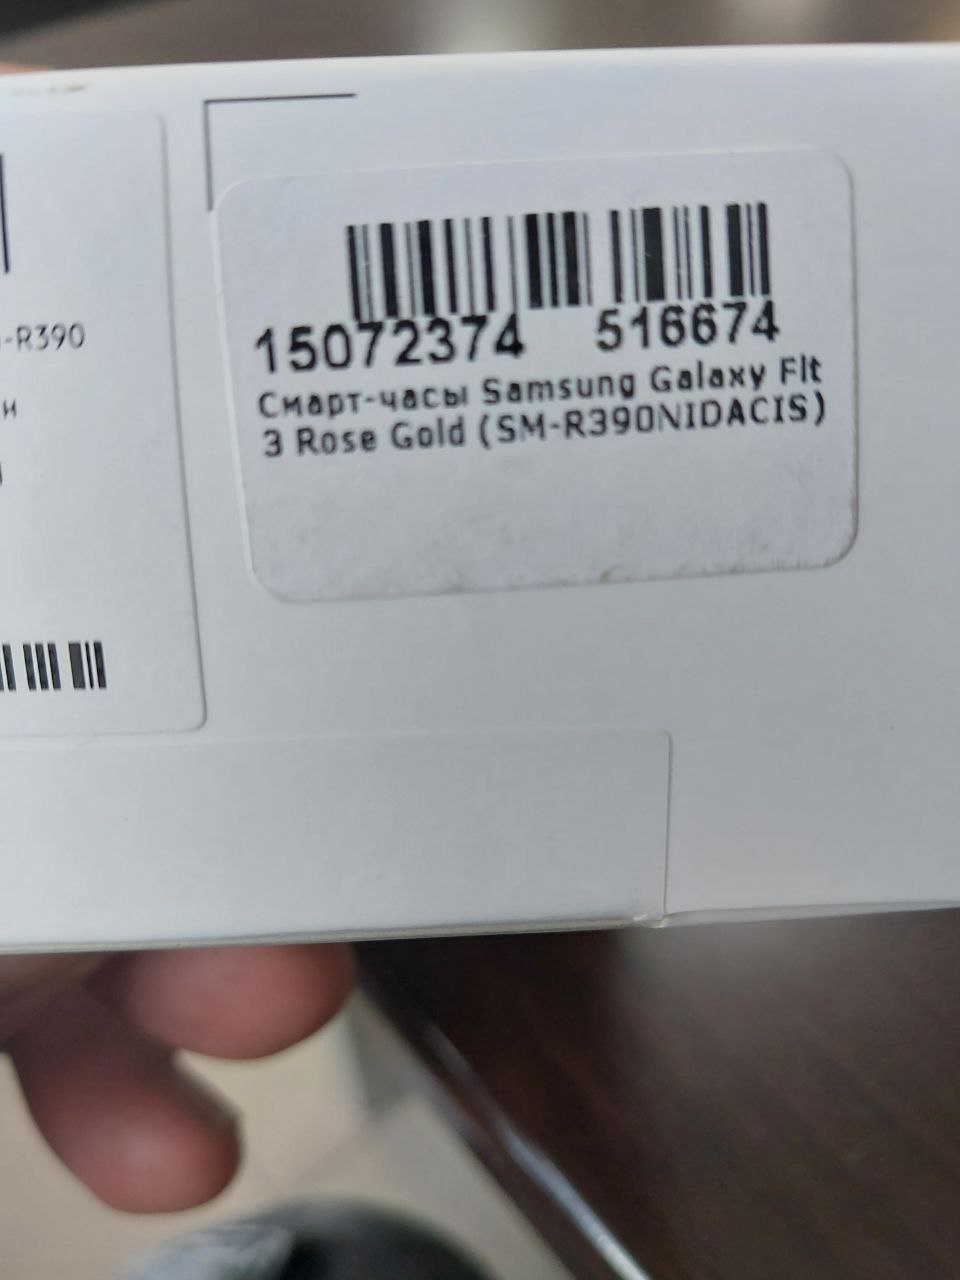 -R390
и
15072374 516674
Смарт-часы Samsung Galaxy Fit
3 Rose Gold (SM-R390NIDACIS)